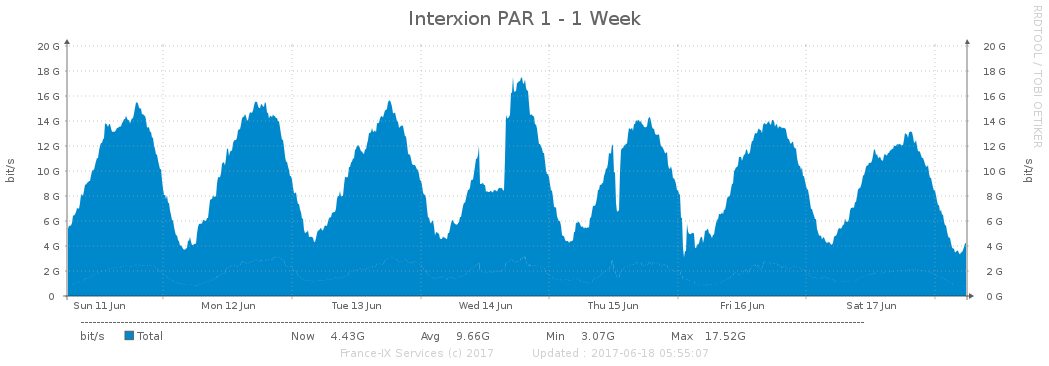 Interxion PAR 1 - 1 Week
RRDTOOL / TOBI OETIKER
20 G 20 G
18 G 18 G
16 G 16 G
14 G 14 G
12 G 12 G
10 G 10 G
8 G 8 G
6 G 6 G
4 G 4 G
2 G 2 G
0 0 G
bit/s bit/s
Sun 11 Jun Mon 12 Jun Tue 13 Jun Wed 14 Jun Thu 15 Jun Fri 16 Jun Sat 17 Jun
bit/s Total Now 4.43G Avg 9.66G Min 3.07G Max 17.52G
France-IX Services (c) 2017 Updated : 2017-06-18 05:55:07